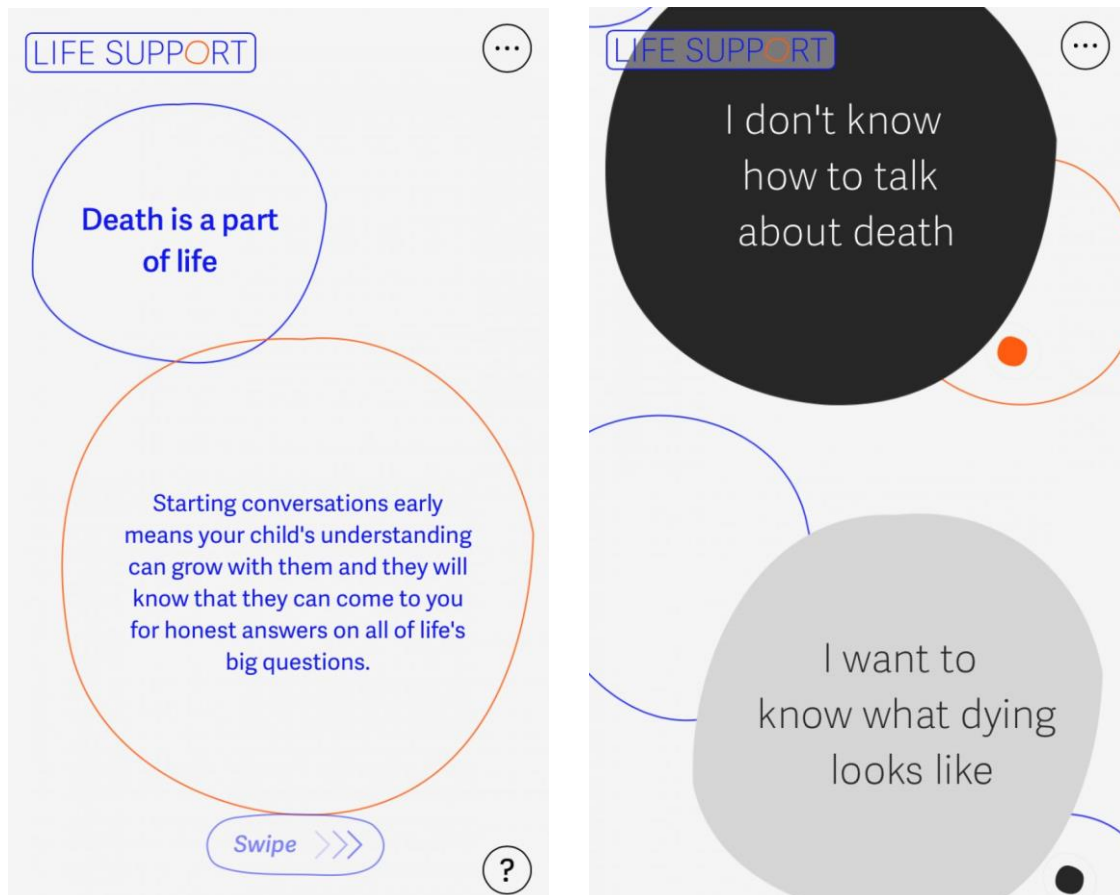 LIFE SUPPORT
...
Death is a part
of life
Starting conversations early
means your child's understanding
can grow with them and they will
know that they can come to you
for honest answers on all of life's
big questions.
Swipe >>>
?
LIFE SUPPORT
...
I don't know
how to talk
about death
I want to
know what dying
looks like